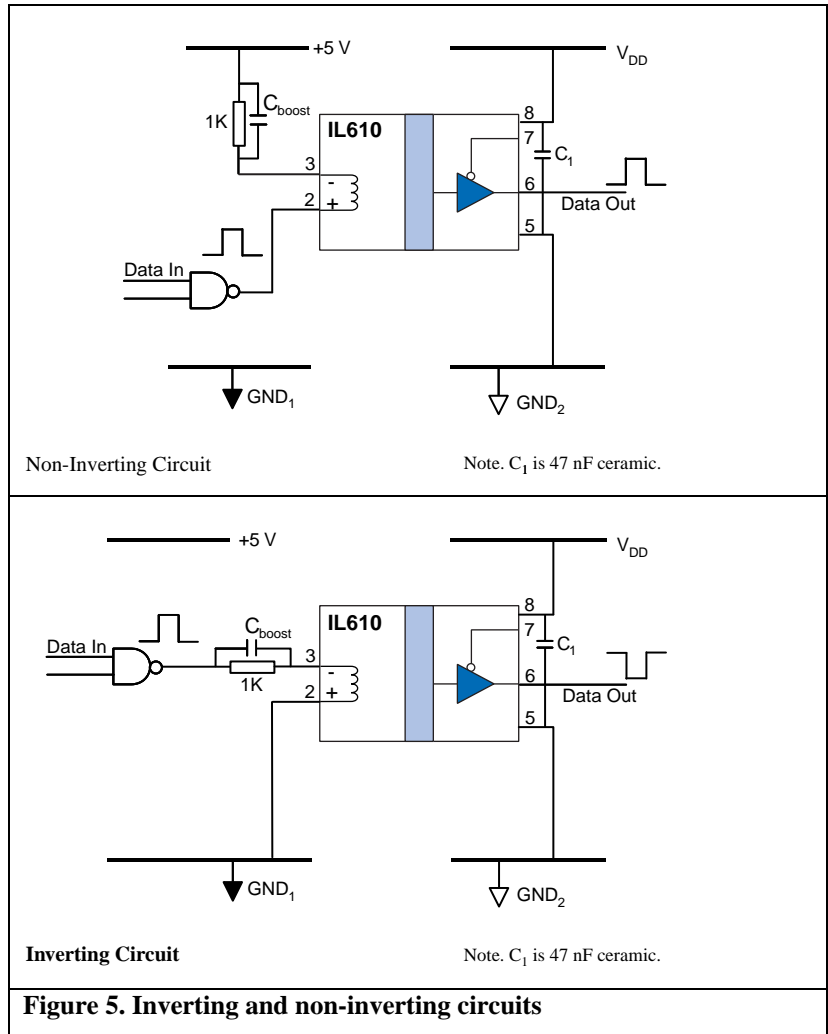 +5 V
V_DD
8
C_boost
IL610
7
1K
C_1
3
-
6
2
+
Data Out
5
Data In
GND_1
GND_2
Non-Inverting Circuit
Note. C_1 is 47 nF ceramic.
+5 V
V_DD
8
IL610
7
C_boost
C_1
Data In
3
-
6
1K
2
+
Data Out
5
GND_1
GND_2
Inverting Circuit
Note. C_1 is 47 nF ceramic.
Figure 5. Inverting and non-inverting circuits